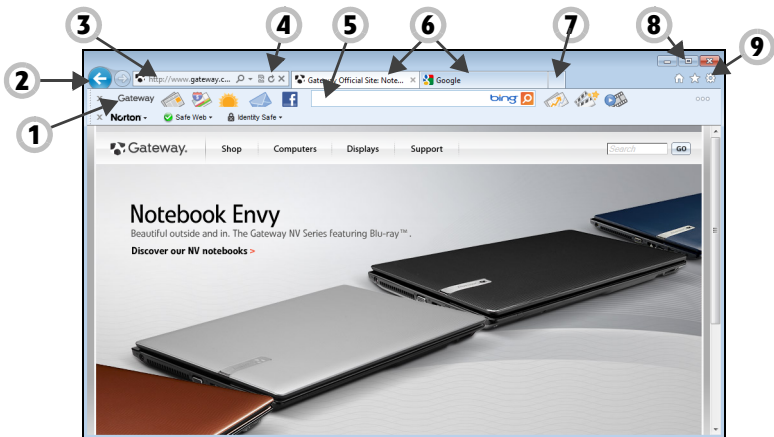 3 4 5 6 7 8 9
2
http://www.gateway.c...
Gateway Official Site: Note...
Google
Gateway
f
bing
1
Norton
Safe Web
Identity Safe
Gateway.
Shop
Computers
Displays
Support
Search
GO
Notebook Envy
Beautiful outside and in. The Gateway NV Series featuring Blu-ray™.
Discover our NV notebooks >